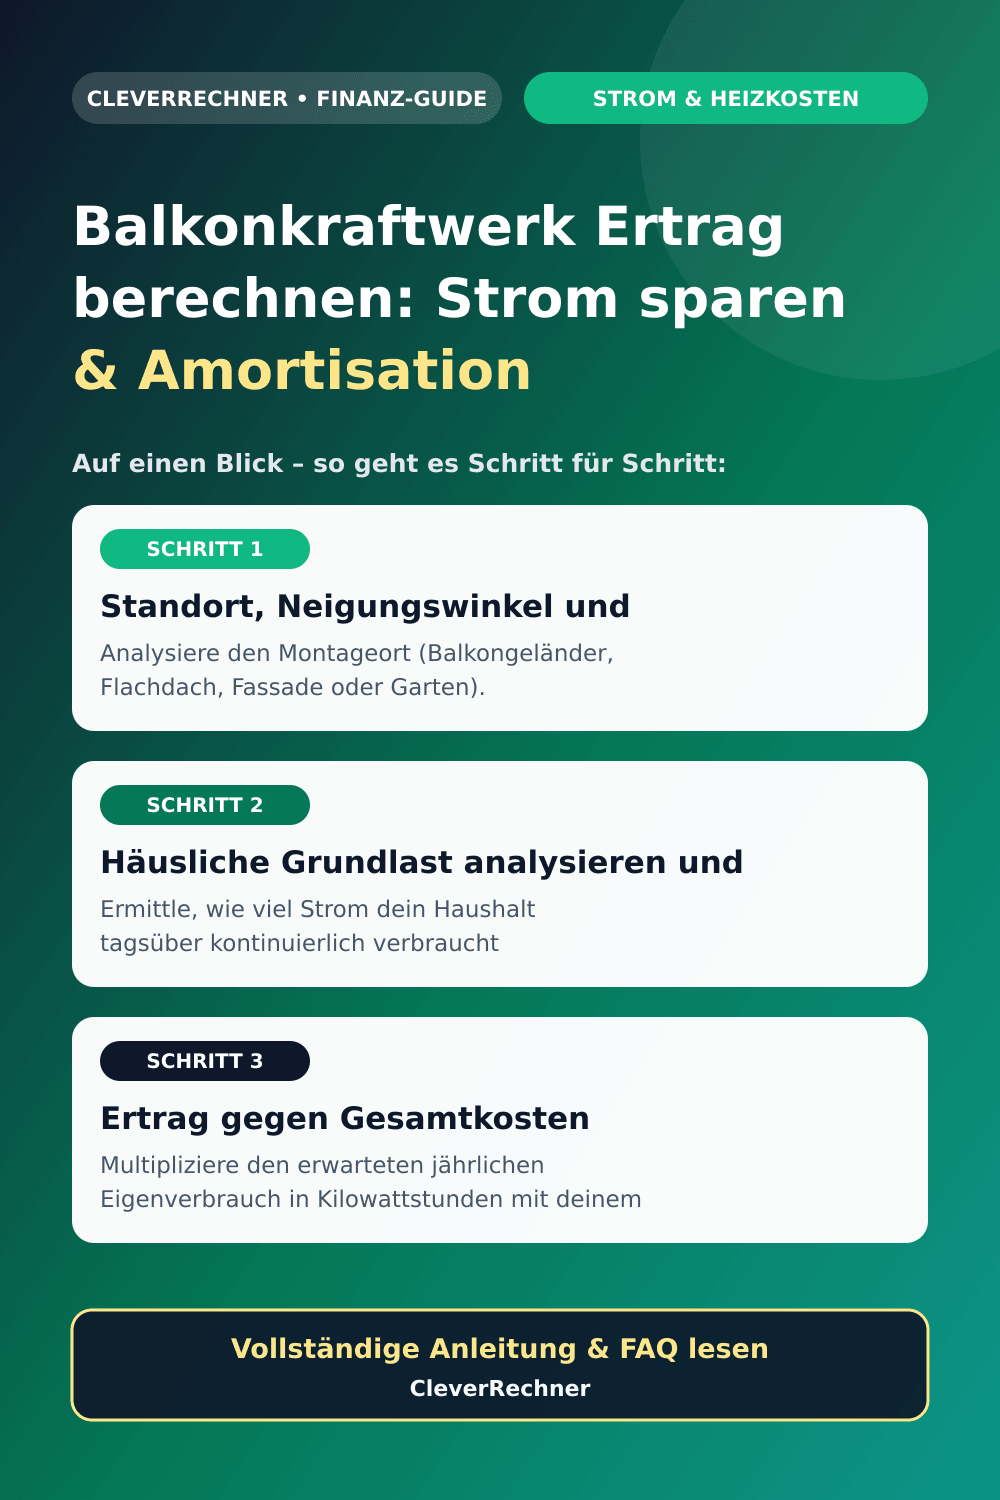 CLEVERRECHNER • FINANZ-GUIDE
STROM & HEIZKOSTEN
Balkonkraftwerk Ertrag
berechnen: Strom sparen
& Amortisation
Auf einen Blick – so geht es Schritt für Schritt:
SCHRITT 1
Standort, Neigungswinkel und
Analysiere den Montageort (Balkongeländer,
Flachdach, Fassade oder Garten).
SCHRITT 2
Häusliche Grundlast analysieren und
Ermittle, wie viel Strom dein Haushalt
tagsüber kontinuierlich verbraucht
SCHRITT 3
Ertrag gegen Gesamtkosten
Multipliziere den erwarteten jährlichen
Eigenverbrauch in Kilowattstunden mit deinem
Vollständige Anleitung & FAQ lesen
CleverRechner